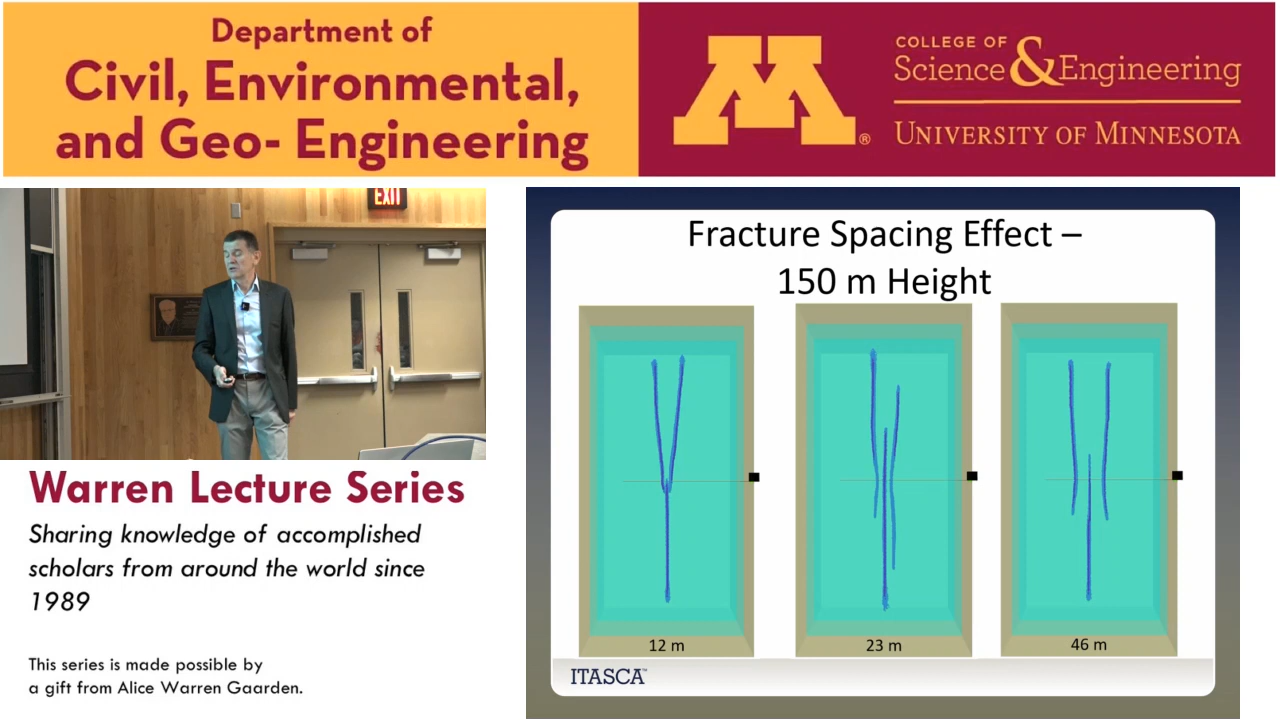 Department of
Civil, Environmental,
and Geo- Engineering
M®
COLLEGE OF
Science & Engineering
UNIVERSITY OF MINNESOTA
EXIT
Warren Lecture Series
Sharing knowledge of accomplished
scholars from around the world since
1989
This series is made possible by
a gift from Alice Warren Gaarden.
Fracture Spacing Effect –
150 m Height
12 m
23 m
46 m
ITASCA™